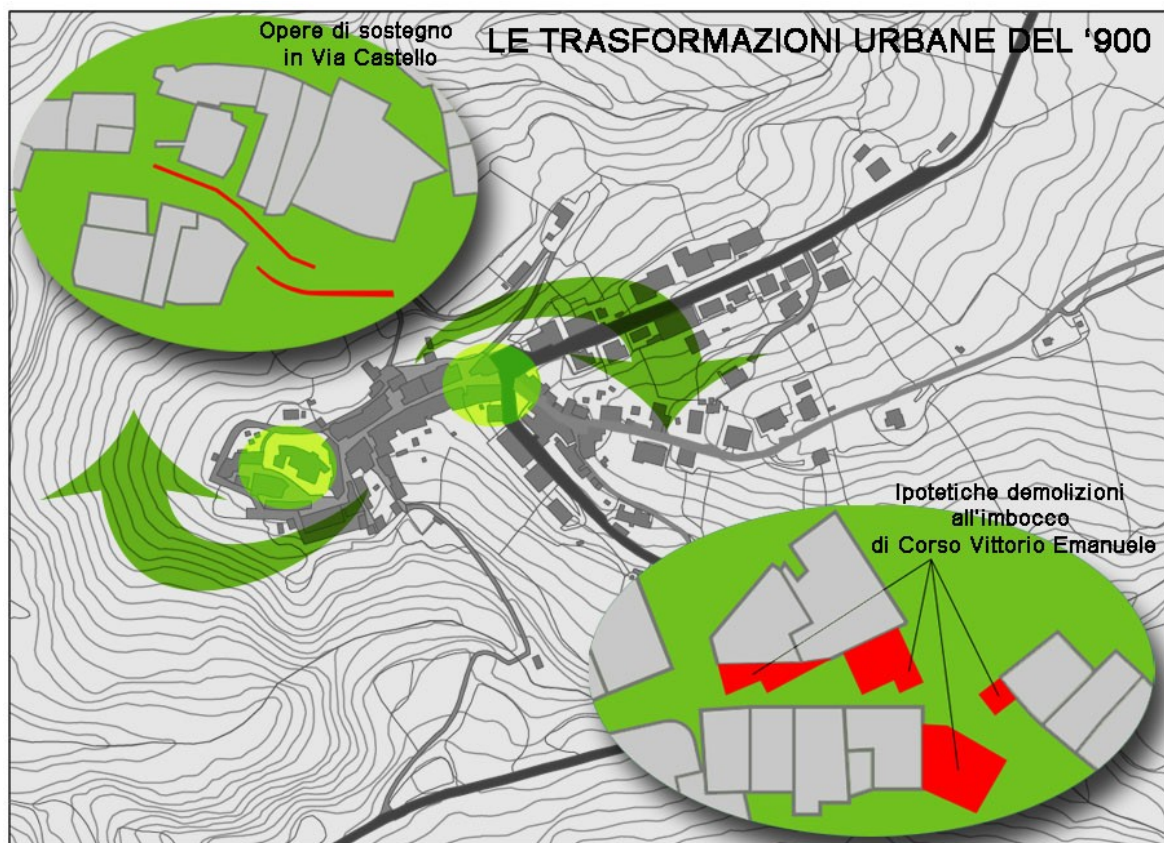 LE TRASFORMAZIONI URBANE DEL '900
Opere di sostegno
in Via Castello
Ipotetiche demolizioni
all'imbocco
di Corso Vittorio Emanuele